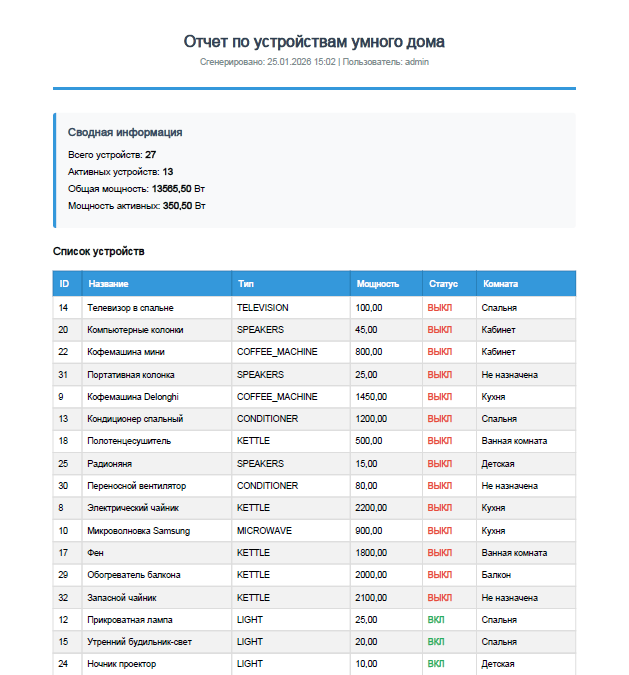 Отчет по устройствам умного дома
Сгенерировано: 25.01.2026 15:02 | Пользователь: admin
Сводная информация
Всего устройств: 27
Активных устройств: 13
Общая мощность: 13565,50 Вт
Мощность активных: 350,50 Вт
Список устройств
ID Название Тип Мощность Статус Комната
14 Телевизор в спальне TELEVISION 100,00 ВЫКЛ Спальня
20 Компьютерные колонки SPEAKERS 45,00 ВЫКЛ Кабинет
22 Кофемашина мини COFFEE_MACHINE 800,00 ВЫКЛ Кабинет
31 Портативная колонка SPEAKERS 25,00 ВЫКЛ Не назначена
9 Кофемашина Delonghi COFFEE_MACHINE 1450,00 ВЫКЛ Кухня
13 Кондиционер спальный CONDITIONER 1200,00 ВЫКЛ Спальня
18 Полотенцесушитель KETTLE 500,00 ВЫКЛ Ванная комната
25 Радионяня SPEAKERS 15,00 ВЫКЛ Детская
30 Переносной вентилятор CONDITIONER 80,00 ВЫКЛ Не назначена
8 Электрический чайник KETTLE 2200,00 ВЫКЛ Кухня
10 Микроволновка Samsung MICROWAVE 900,00 ВЫКЛ Кухня
17 Фен KETTLE 1800,00 ВЫКЛ Ванная комната
29 Обогреватель балкона KETTLE 2000,00 ВЫКЛ Балкон
32 Запасной чайник KETTLE 2100,00 ВЫКЛ Не назначена
12 Прикроватная лампа LIGHT 25,00 ВКЛ Спальня
15 Утренний будильник-свет LIGHT 20,00 ВКЛ Спальня
24 Ночник проектор LIGHT 10,00 ВКЛ Детская